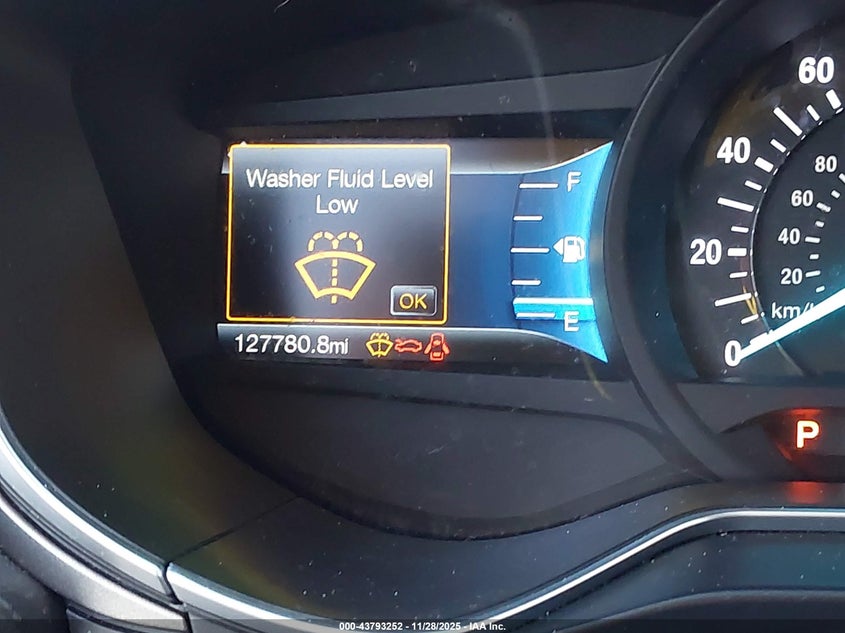 Washer Fluid Level
Low
OK
127780.8mi
F
E
60
40
20
0
80
60
40
20
km/
P
000-43793252 • 11/28/2025 - IAA Inc.